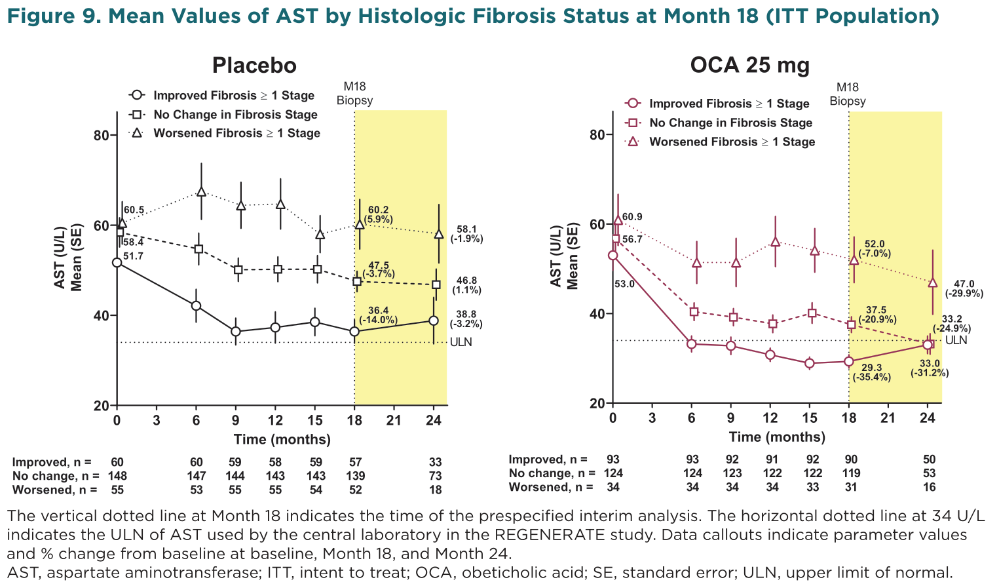 Figure 9. Mean Values of AST by Histologic Fibrosis Status at Month 18 (ITT Population)
Placebo
Improved Fibrosis ≥ 1 Stage
No Change in Fibrosis Stage
Worsened Fibrosis ≥ 1 Stage
M18
Biopsy
AST (U/L)
Mean (SE)
80
60
40
20
60.5
58.4
51.7
60.2
(5.9%)
47.5
(-3.7%)
36.4
(-14.0%)
58.1
(-1.9%)
46.8
(1.1%)
38.8
(-3.2%)
ULN
0 3 6 9 12 15 18 21 24
Time (months)
Improved, n = 60 60 59 58 59 57 33
No change, n = 148 147 144 143 143 139 73
Worsened, n = 55 53 55 55 54 52 18
OCA 25 mg
Improved Fibrosis ≥ 1 Stage
No Change in Fibrosis Stage
Worsened Fibrosis ≥ 1 Stage
M18
Biopsy
AST (U/L)
Mean (SE)
80
60
40
20
60.9
56.7
53.0
52.0
(-7.0%)
37.5
(-20.9%)
29.3
(-35.4%)
47.0
(-29.9%)
33.2
(-24.9%)
ULN
33.0
(-31.2%)
0 3 6 9 12 15 18 21 24
Time (months)
Improved, n = 93 93 92 91 92 90 50
No change, n = 124 124 123 122 122 119 53
Worsened, n = 34 34 34 34 33 31 16
The vertical dotted line at Month 18 indicates the time of the prespecified interim analysis. The horizontal dotted line at 34 U/L
indicates the ULN of AST used by the central laboratory in the REGENERATE study. Data callouts indicate parameter values
and % change from baseline at baseline, Month 18, and Month 24.
AST, aspartate aminotransferase; ITT, intent to treat; OCA, obeticholic acid; SE, standard error; ULN, upper limit of normal.